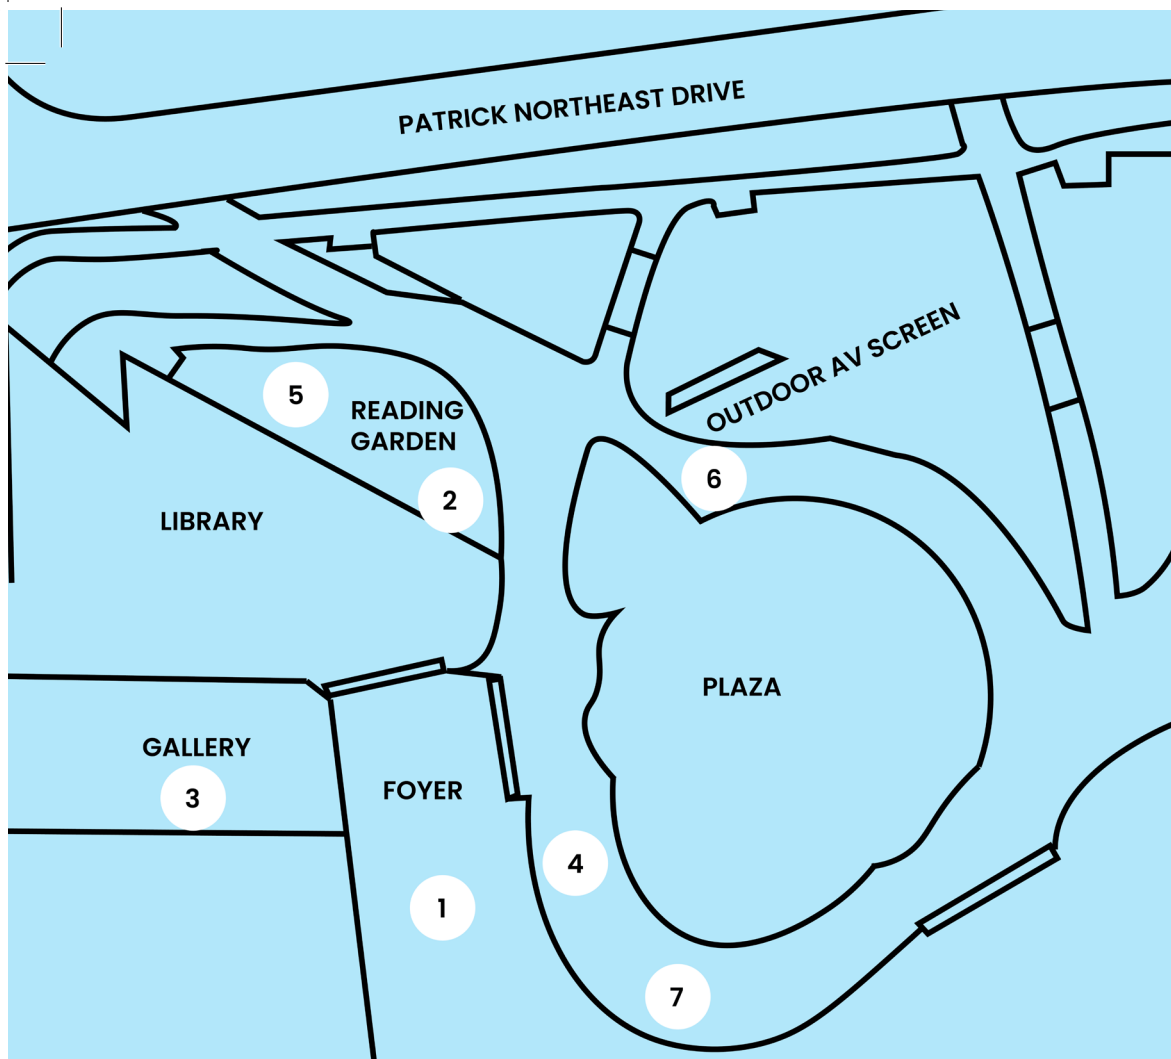 PATRICK NORTHEAST DRIVE
OUTDOOR AV SCREEN
5
READING
GARDEN
2
6
LIBRARY
PLAZA
GALLERY
3
FOYER
4
1
7